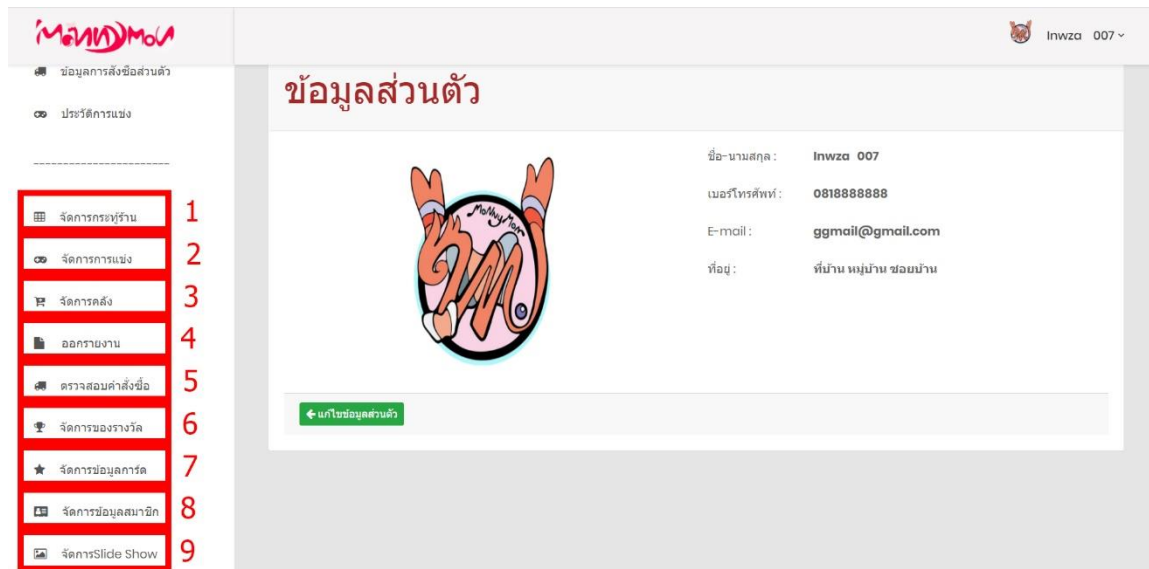 MonnyMon
Inwza 007
ข้อมูลการสั่งซื้อส่วนตัว
ประวัติการแข่ง
-----------------------
จัดการกระทู้ร้าน 1
จัดการการแข่ง 2
จัดการคลัง 3
ออกรายงาน 4
ตรวจสอบคำสั่งซื้อ 5
จัดการของรางวัล 6
จัดการข้อมูลการ์ด 7
จัดการข้อมูลสมาชิก 8
จัดการSlide Show 9
ข้อมูลส่วนตัว
MonnyMon
ชื่อ-นามสกุล : Inwza 007
เบอร์โทรศัพท์ : 0818888888
E-mail : ggmail@gmail.com
ที่อยู่ : ที่บ้าน หมู่บ้าน ซอยบ้าน
แก้ไขข้อมูลส่วนตัว